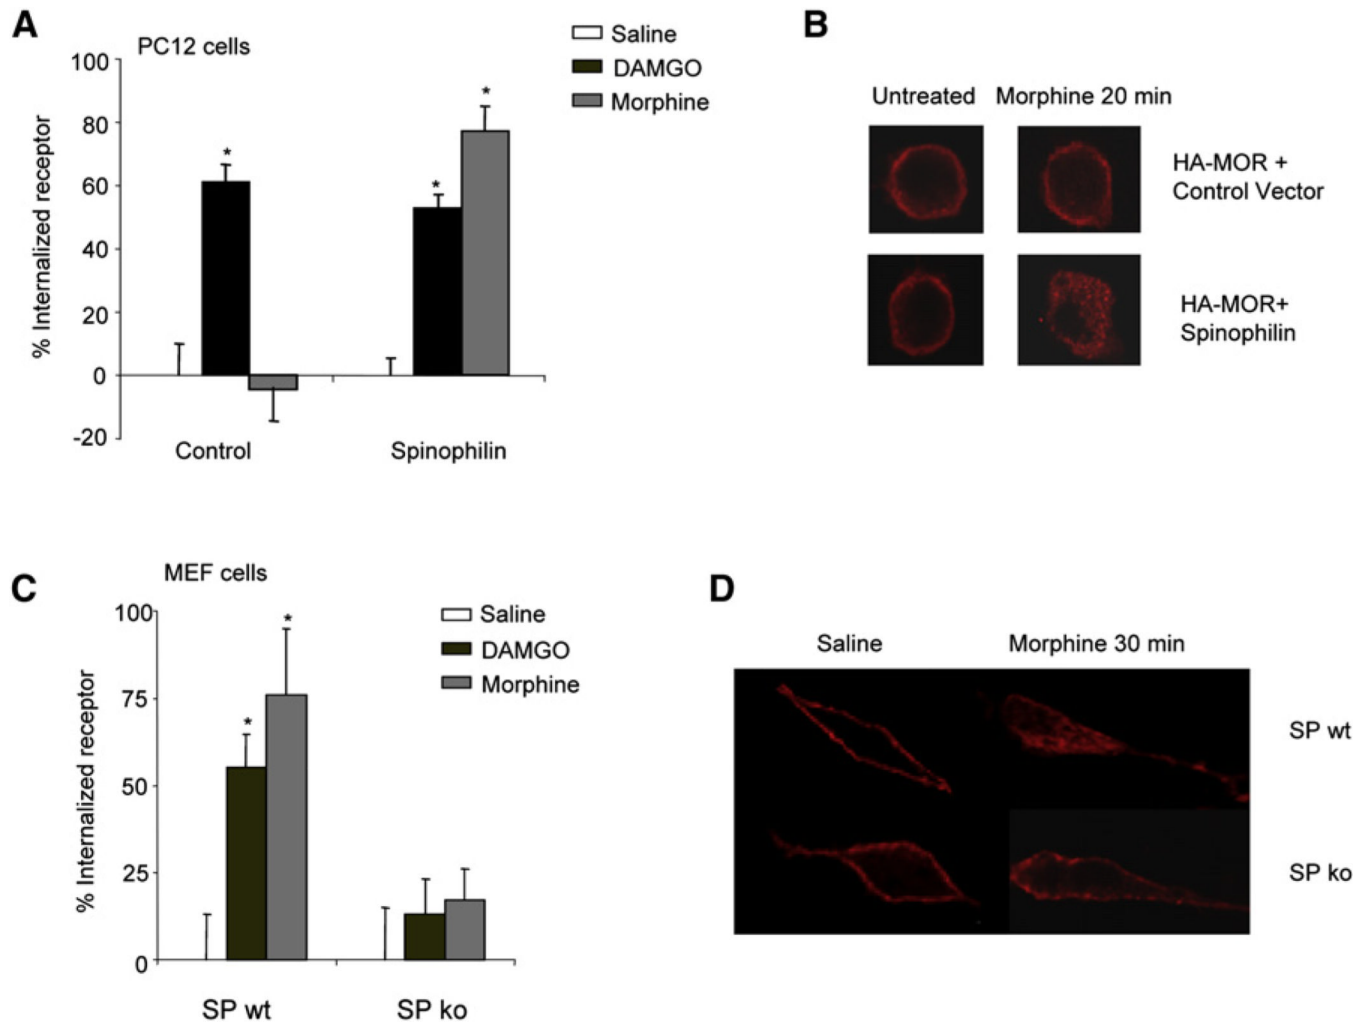 A
PC12 cells
Saline
DAMGO
Morphine
% Internalized receptor
100
80
60
40
20
0
-20
*
*
*
Control
Spinophilin
B
Untreated
Morphine 20 min
HA-MOR +
Control Vector
HA-MOR+
Spinophilin
C
MEF cells
Saline
DAMGO
Morphine
% Internalized receptor
100
75
50
25
0
*
*
SP wt
SP ko
D
Saline
Morphine 30 min
SP wt
SP ko